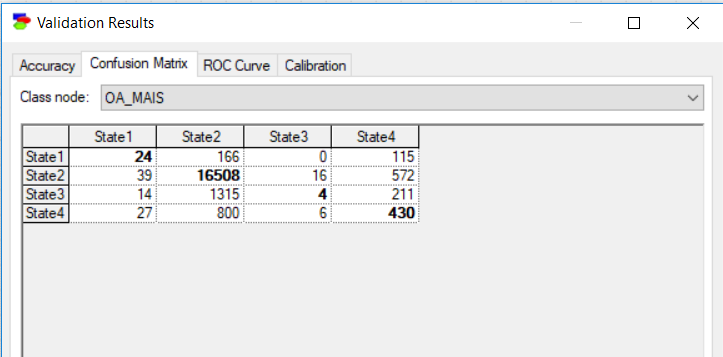 Validation Results
Accuracy Confusion Matrix ROC Curve Calibration
Class node: OA_MAIS
State1 State2 State3 State4
State1 24 166 0 115
State2 39 16508 16 572
State3 14 1315 4 211
State4 27 800 6 430